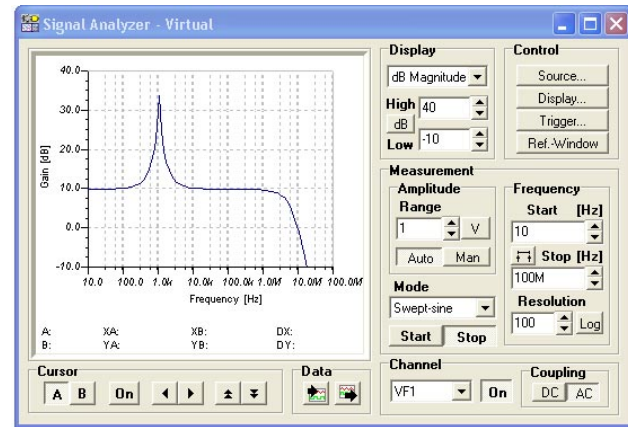 Signal Analyzer - Virtual
40.0
30.0
20.0
10.0
0.0
-10.0
Gain [dB]
10.0 100.0 1.0k 10.0k 100.0k 1.0M 10.0M 100.0M
Frequency [Hz]
A: XA: XB: DX:
B: YA: YB: DY:
Cursor
A B On
Data
Display
dB Magnitude
High 40
dB
Low -10
Control
Source...
Display...
Trigger...
Ref.-Window
Measurement
Amplitude
Range
1 V
Auto Man
Mode
Swept-sine
Start Stop
Frequency
Start [Hz]
10
Stop [Hz]
100M
Resolution
100 Log
Channel
VF1 On
Coupling
DC AC